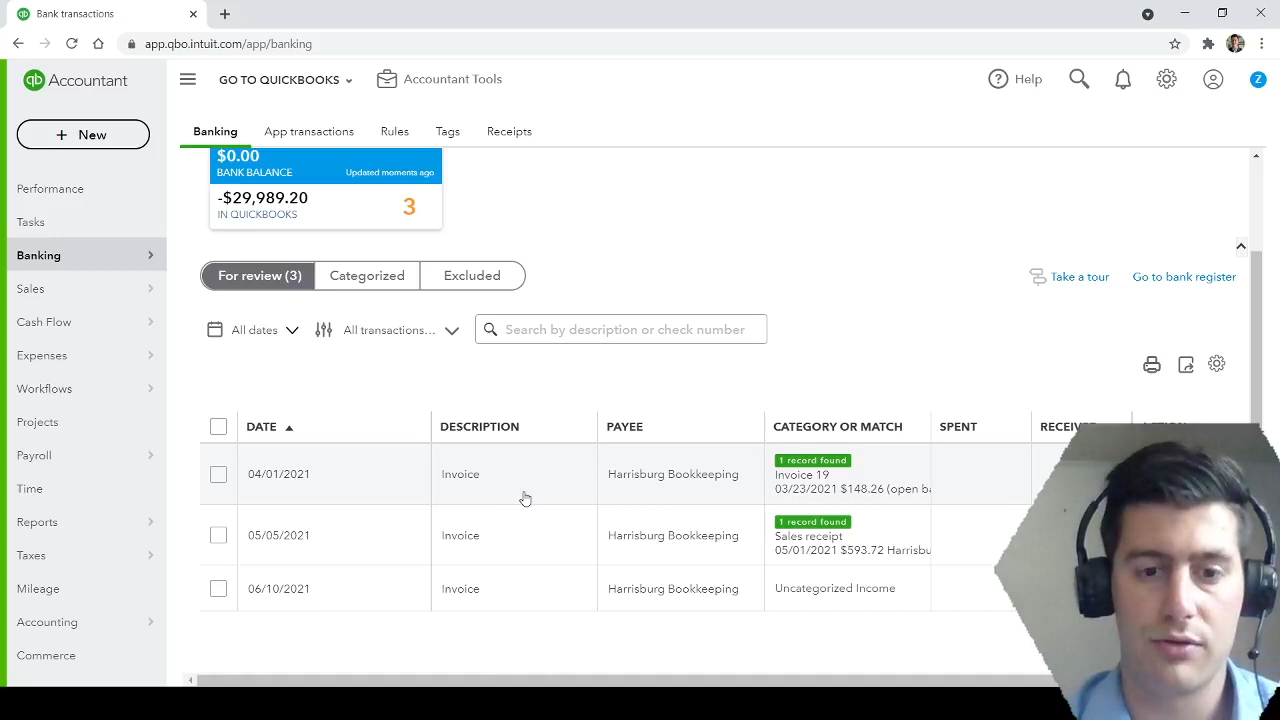 Bank transactions
app.qbo.intuit.com/app/banking
qb Accountant
GO TO QUICKBOOKS
Accountant Tools
Help
Z
+ New
Banking
App transactions
Rules
Tags
Receipts
Performance
Tasks
Banking
Sales
Cash Flow
Expenses
Workflows
Projects
Payroll
Time
Reports
Taxes
Mileage
Accounting
Commerce
$0.00
BANK BALANCE
Updated moments ago
-$29,989.20
3
IN QUICKBOOKS
For review (3)
Categorized
Excluded
Take a tour
Go to bank register
All dates
All transactions...
Search by description or check number
DATE
DESCRIPTION
PAYEE
CATEGORY OR MATCH
SPENT
04/01/2021
Invoice
Harrisburg Bookkeeping
1 record found
Invoice 19
03/23/2021 $148.26 (open ba
05/05/2021
Invoice
Harrisburg Bookkeeping
1 record found
Sales receipt
05/01/2021 $593.72 Harrisbu
06/10/2021
Invoice
Harrisburg Bookkeeping
Uncategorized Income